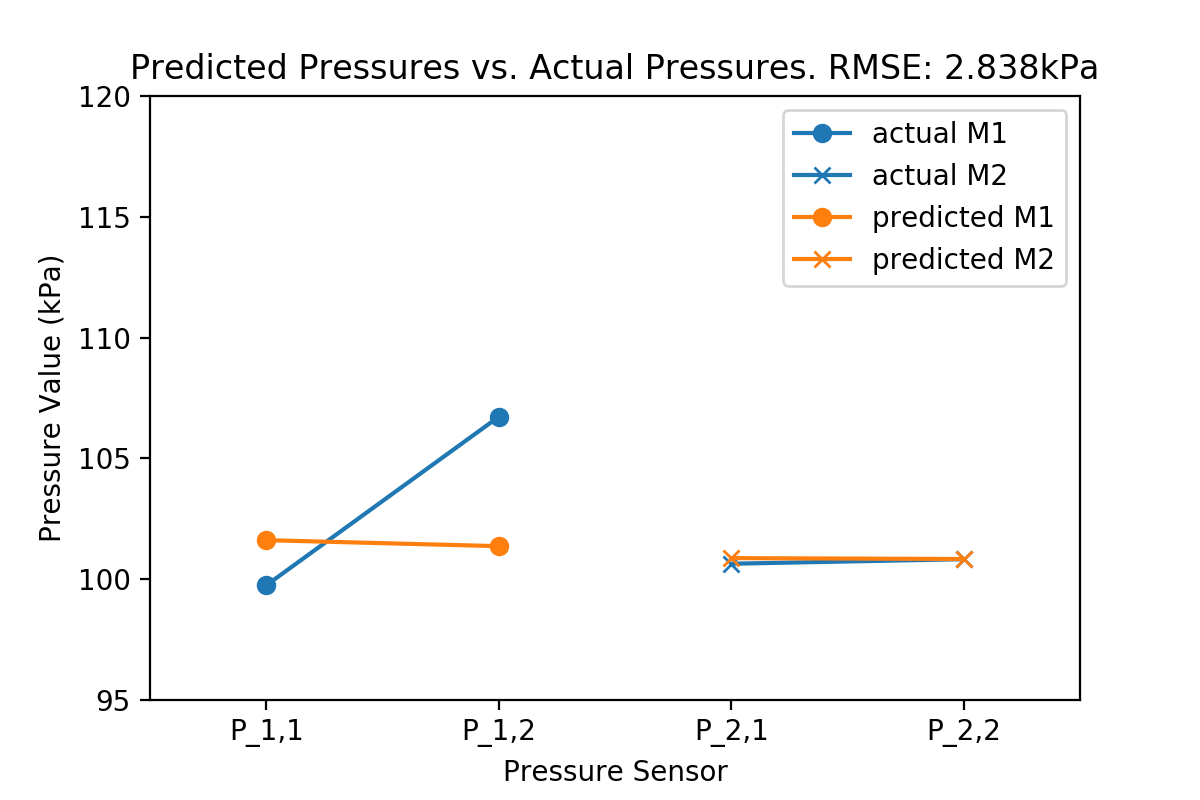 Predicted Pressures vs. Actual Pressures. RMSE: 2.838kPa
120
115
110
105
100
95
Pressure Value (kPa)
actual M1
actual M2
predicted M1
predicted M2
P_1,1 P_1,2 P_2,1 P_2,2
Pressure Sensor